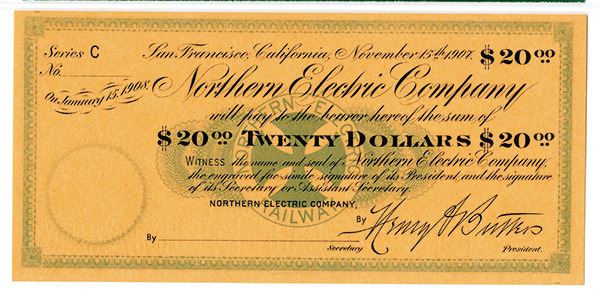 Series C San Francisco, California, November 15th 1907. $20 00
No.
On January 15, 1908. Northern Electric Company
will pay to the bearer hereof the sum of
$20 00 TWENTY DOLLARS $20 00
WITNESS the name and seal of Northern Electric Company,
the engraved fac-simile signature of its President, and the signature
of its Secretary or Assistant Secretary.
NORTHERN ELECTRIC
RAILWAY
NORTHERN ELECTRIC COMPANY,
By Henry A Butters
By
Secretary President.